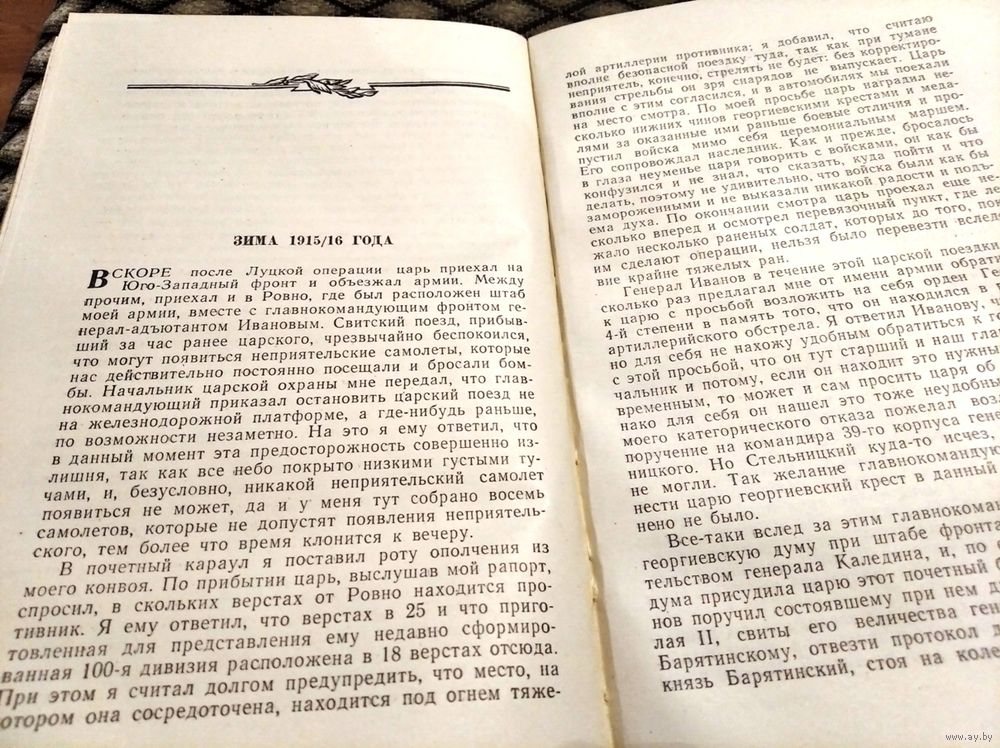 ЗИМА 1915/16 ГОДА
ВСКОРЕ после Луцкой операции царь приехал на
Юго-Западный фронт и объезжал армии. Между
прочим, приехал и в Ровно, где был расположен штаб
моей армии, вместе с главнокомандующим фронтом ге-
нерал-адъютантом Ивановым. Свитский поезд, прибыв-
ший за час ранее царского, чрезвычайно беспокоился,
что могут появиться неприятельские самолеты, которые
нас действительно постоянно посещали и бросали бом-
бы. Начальник царской охраны мне передал, что глав-
нокомандующий приказал остановить царский поезд не
на железнодорожной платформе, а где-нибудь раньше,
по возможности незаметно. На это я ему ответил, что
в данный момент эта предосторожность совершенно из-
лишня, так как все небо покрыто низкими густыми ту-
чами, и, безусловно, никакой неприятельский самолет
появиться не может, да и у меня тут собрано восемь
самолетов, которые не допустят появления неприятель-
ского, тем более что время клонится к вечеру.
В почетный караул я поставил роту ополчения из
моего конвоя. По прибытии царь, выслушав мой рапорт,
спросил, в скольких верстах от Ровно находится про-
тивник. Я ему ответил, что верстах в 25 и что приго-
товленная для представления ему недавно сформиро-
ванная 100-я дивизия расположена в 18 верстах отсюда.
При этом я считал долгом предупредить, что место, на
отором она сосредоточена, находится под огнем тяже-
лой артиллерии противника; я добавил, что считаю
вполне безопасной поездку туда, так как при тумане
неприятель, конечно, стрелять не будет: без корректиро-
вания стрельбы он зря снарядов не выпускает. Царь
вполне с этим согласился, и в автомобилях мы поехали
на место смотра. По моей просьбе царь наградил не-
сколько нижних чинов георгиевскими крестами и меда-
лями за оказанные ими раньше боевые отличия и про-
пустил войска мимо себя церемониальным маршем.
Его сопровождал наследник. Как и прежде, бросалось
в глаза неуменье царя говорить с войсками, он как бы
конфузился и не знал, что сказать, куда пойти и что
делать, поэтому не удивительно, что войска были как бы
замороженными и не выказали никакой радости и подъ-
ема духа. По окончании смотра царь проехал еще не-
сколько вперед и осмотрел перевязочный пункт, где ле-
жало несколько раненых солдат, которых до того, пок
им сделают операции, нельзя было перевезти вслед
вие крайне тяжелых ран.
Генерал Иванов в течение этой царской поездки
сколько раз предлагал мне от имени армии обрати
к царю с просьбой возложить на себя орден Ге
4-й степени в память того, что он находился в
артиллерийского обстрела. Я ответил Иванову, ч
но для себя не нахожу удобным обратиться к г
с этой просьбой, что он тут старший и наш гла
чальник и потому, если он находит это нужны
временным, то может и сам просить царя об
нако для себя он нашел это тоже неудобны
моего категорического отказа пожелал воз
поручение на командира 39-го корпуса ген
ницкого. Но Стельницкий куда-то исчез,
не могли. Так желание главнокоманду
нести царю георгиевский крест в данный
нено не было.
Все-таки вслед за этим главнокоман
георгиевскую думу при штабе фронта
тельством генерала Каледина, и, по
дума присудила царю этот почетный
нов поручил состоявшему при нем
лая II, свиты его величества ген
Барятинскому, отвезти протокол
князь Барятинский, стоя на коле
www.ay.by